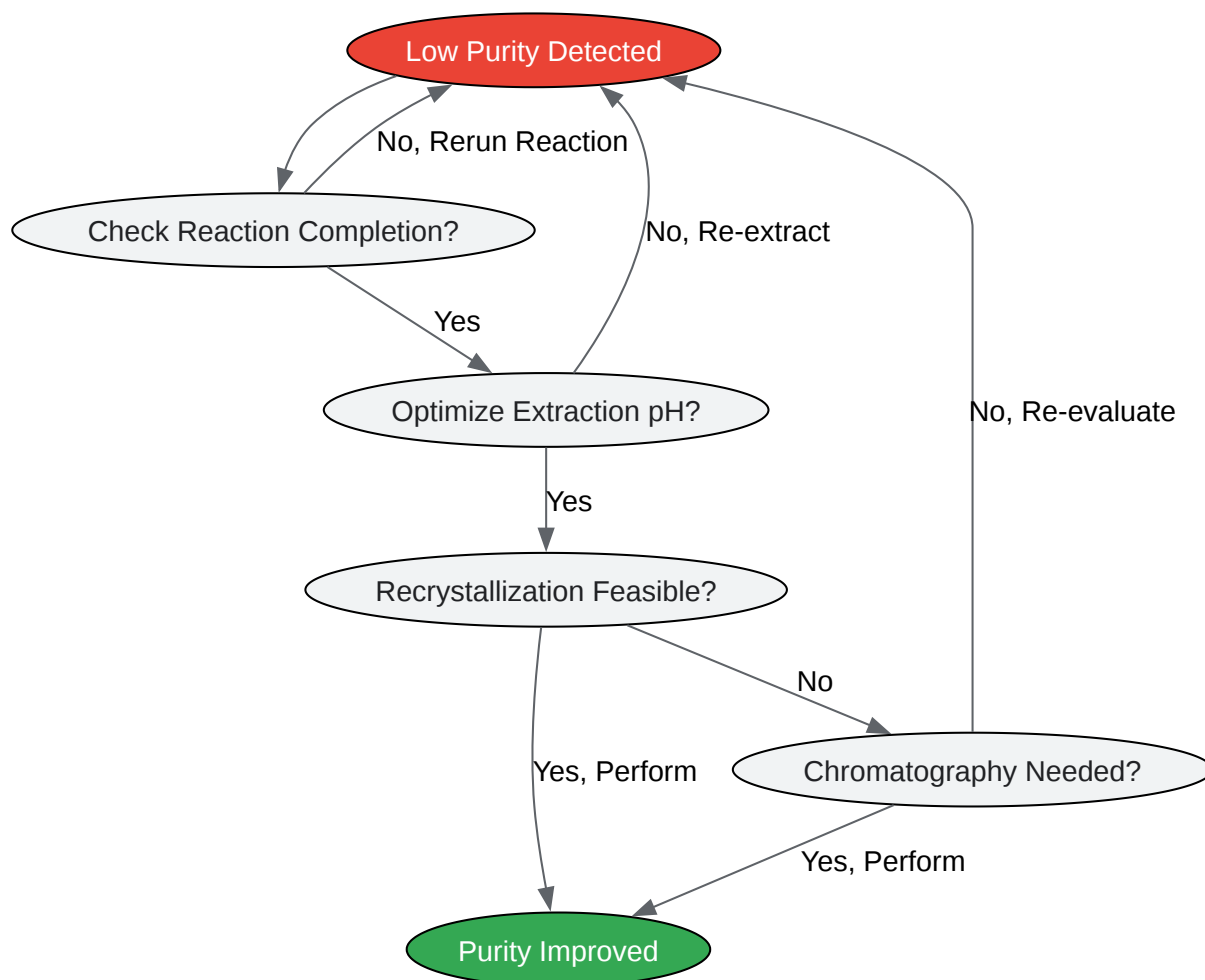 Low Purity Detected
No, Rerun Reaction
Check Reaction Completion?
No, Re-extract
Yes
Optimize Extraction pH?
No, Re-evaluate
Yes
Recrystallization Feasible?
No
Yes, Perform
Chromatography Needed?
Yes, Perform
Purity Improved